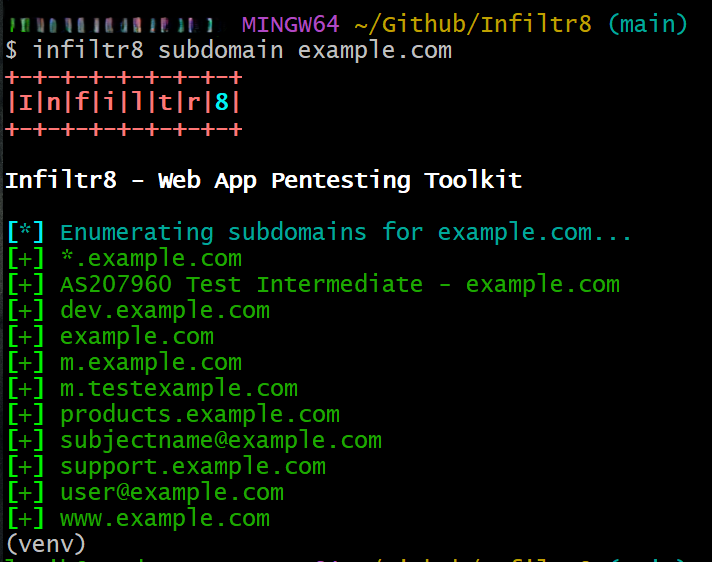 MINGW64 ~/Github/Infiltr8 (main)
$ infiltr8 subdomain example.com
+-+-+-+-+-+-+-+-+
|I|n|f|i|l|t|r|8|
+-+-+-+-+-+-+-+-+
Infiltr8 - Web App Pentesting Toolkit
[*] Enumerating subdomains for example.com...
[+] *.example.com
[+] AS207960 Test Intermediate - example.com
[+] dev.example.com
[+] example.com
[+] m.example.com
[+] m.testexample.com
[+] products.example.com
[+] subjectname@example.com
[+] support.example.com
[+] user@example.com
[+] www.example.com
(venv)